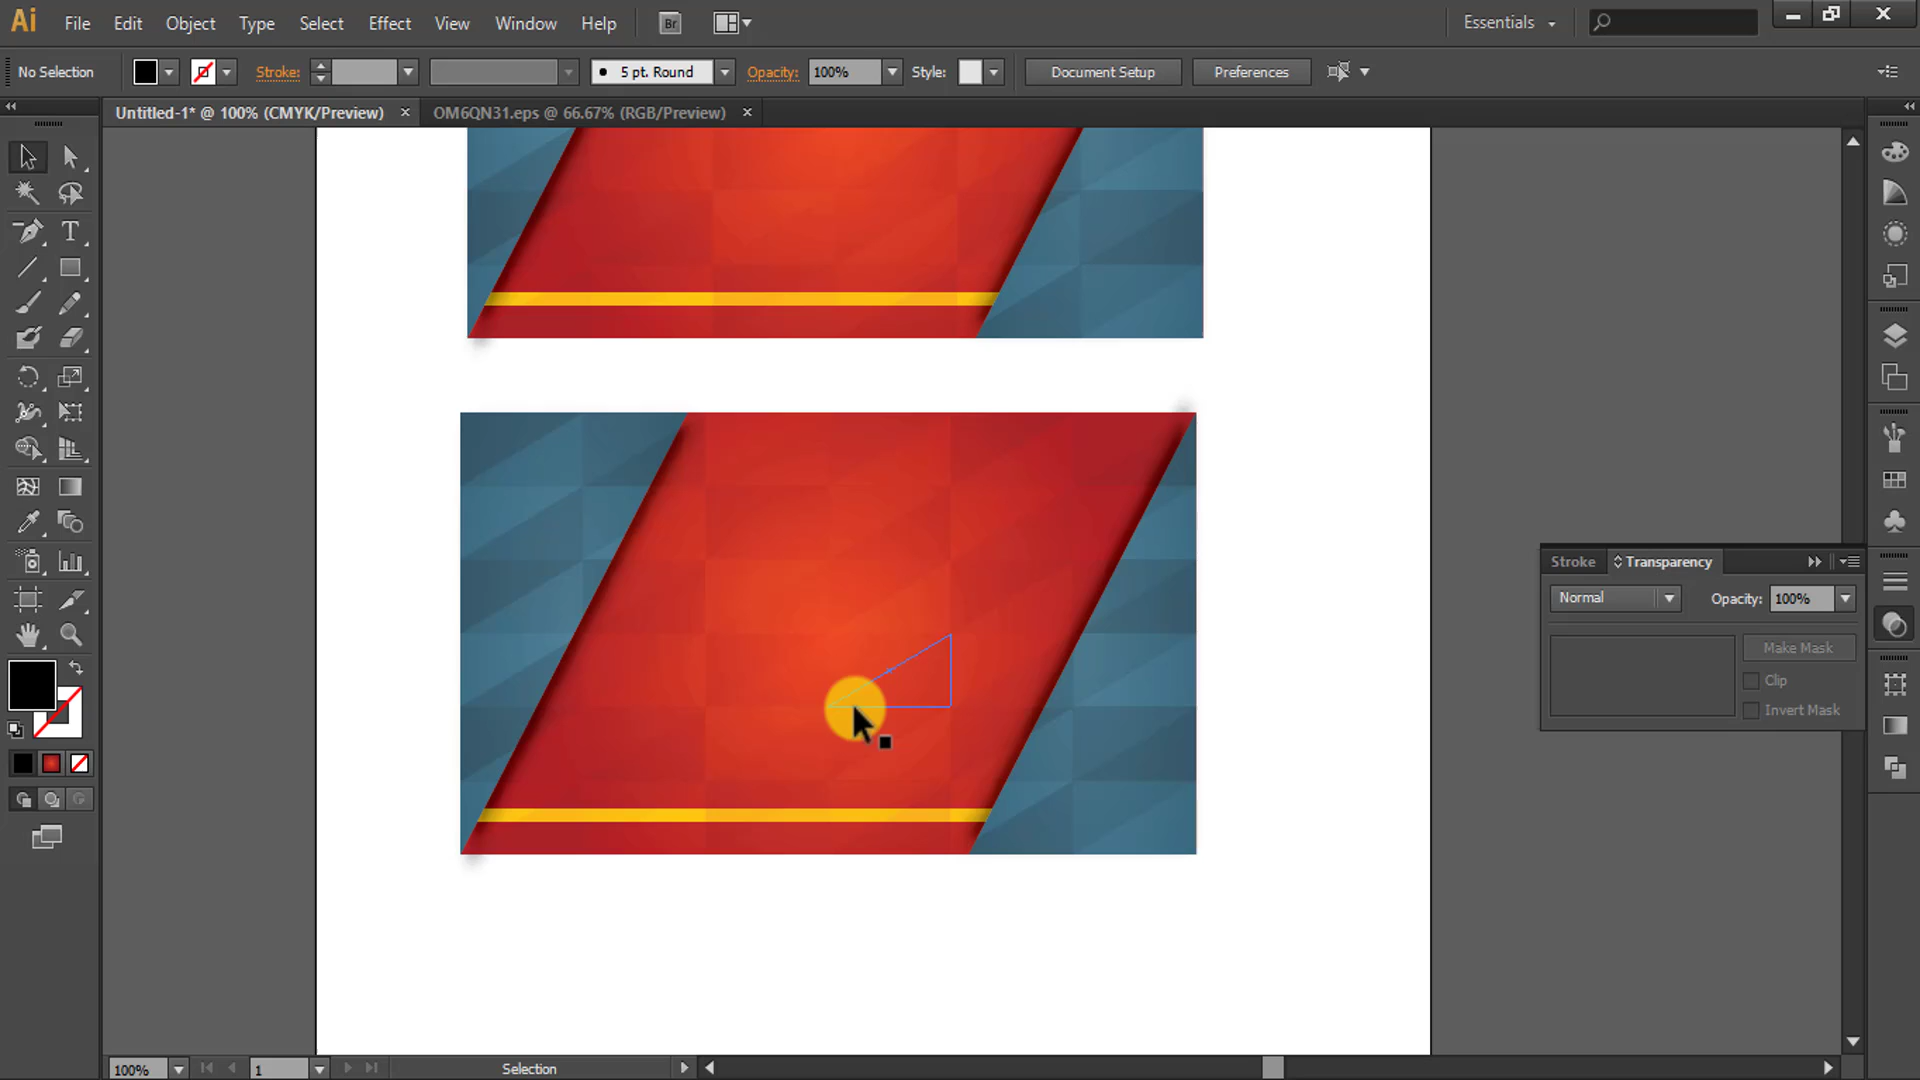 Ai File Edit Object Type Select Effect View Window Help Br Essentials
No Selection Stroke: 5 pt. Round Opacity: 100% Style: Document Setup Preferences
Untitled-1* @ 100% (CMYK/Preview) OM6QN31.eps @ 66.67% (RGB/Preview)
T
Stroke Transparency
Normal Opacity: 100%
Make Mask
Clip
Invert Mask
100% 1 Selection